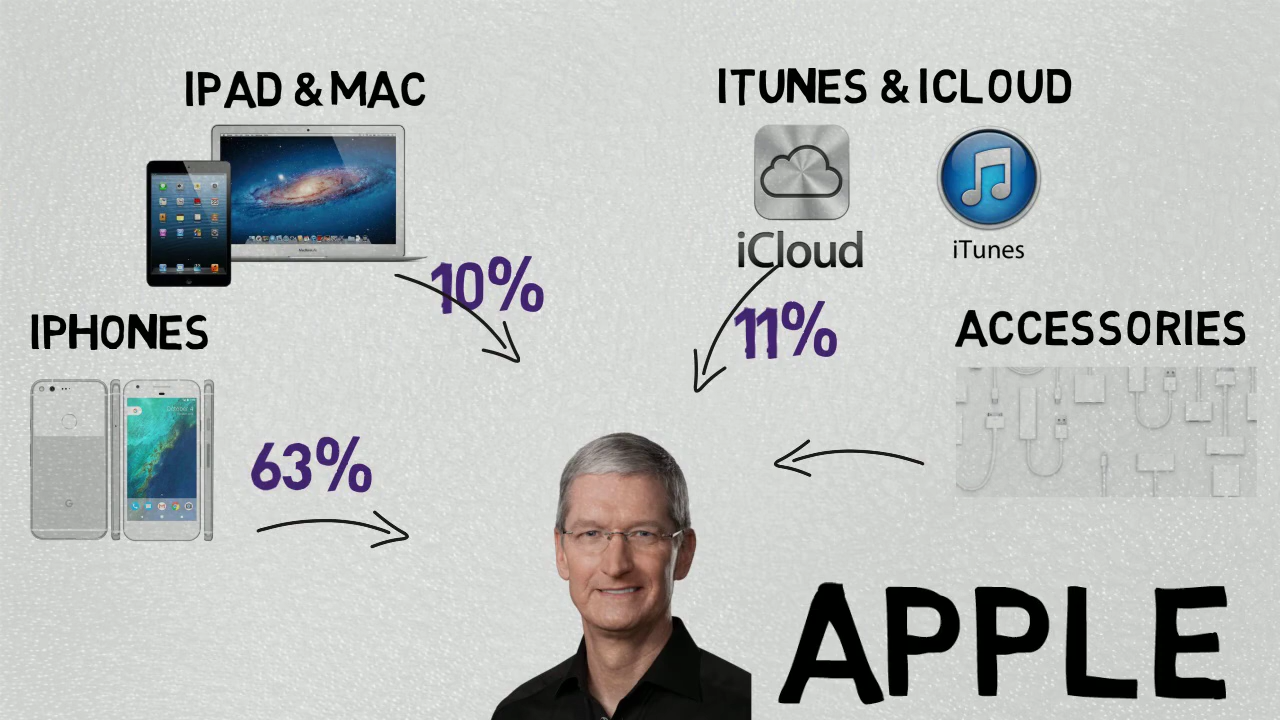 IPAD & MAC
ITUNES & ICLOUD
iCloud
iTunes
10%
11%
IPHONES
ACCESSORIES
63%
APPLE